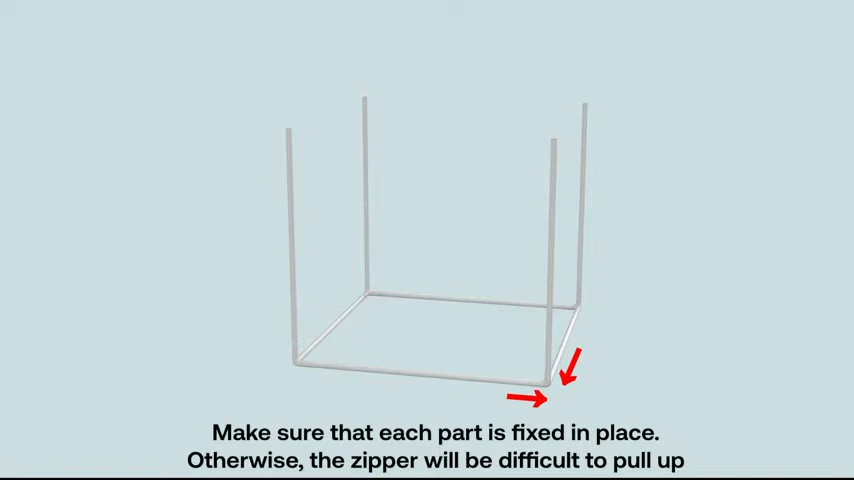 Make sure that each part is fixed in place.
Otherwise, the zipper will be difficult to pull up